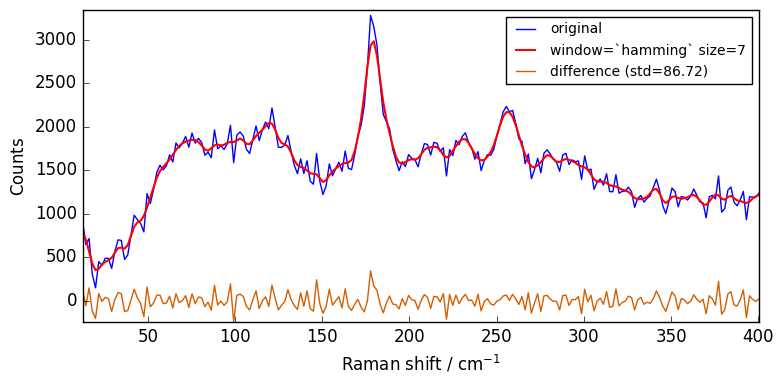 original
window=`hamming` size=7
difference (std=86.72)
3000
2500
2000
1500
1000
500
0
Counts
50 100 150 200 250 300 350 400
Raman shift / cm⁻¹